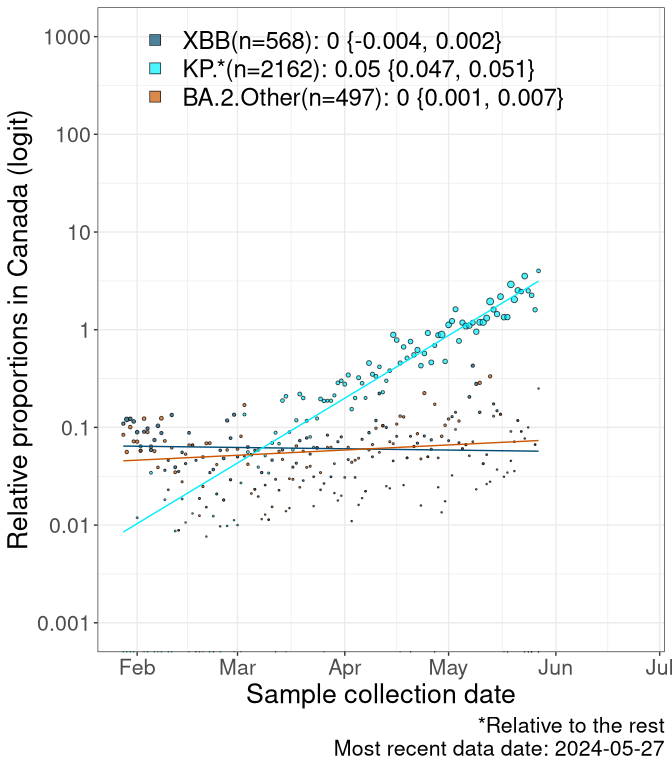 XBB(n=568): 0 {-0.004, 0.002}
KP.*(n=2162): 0.05 {0.047, 0.051}
BA.2.Other(n=497): 0 {0.001, 0.007}
Relative proportions in Canada (logit)
1000
100
10
1
0.1
0.01
0.001
Feb Mar Apr May Jun Jul
Sample collection date
*Relative to the rest
Most recent data date: 2024-05-27